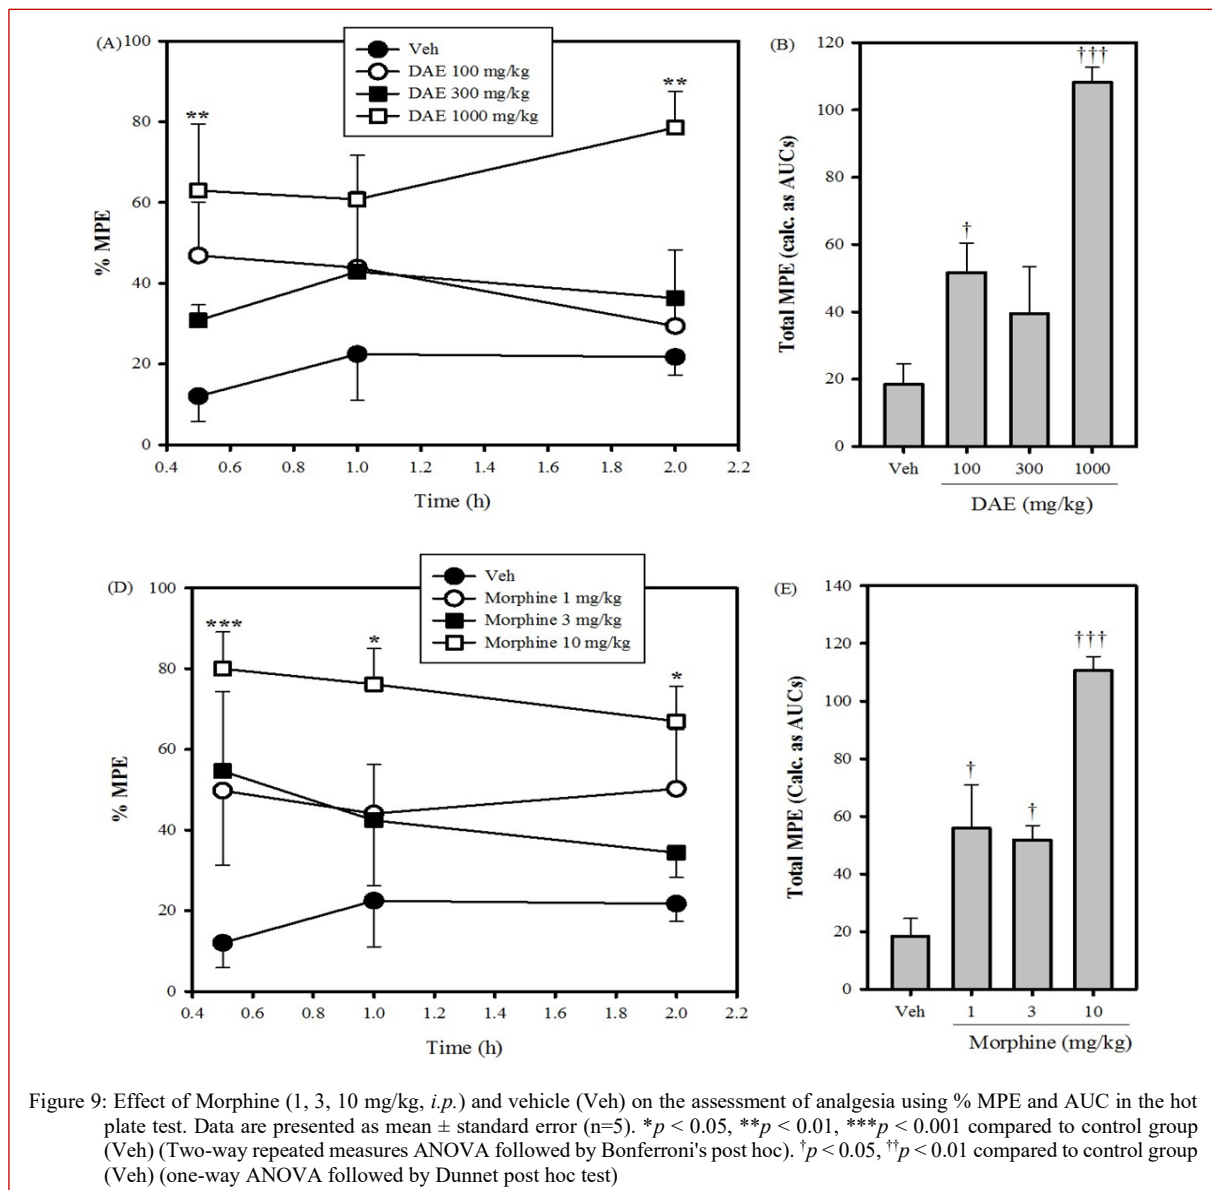 (A)
100
80
60
40
20
0
% MPE
**
**
Veh
DAE 100 mg/kg
DAE 300 mg/kg
DAE 1000 mg/kg
0.4 0.6 0.8 1.0 1.2 1.4 1.6 1.8 2.0 2.2
Time (h)
(B)
120
100
80
60
40
20
0
Total MPE (calc. as AUCs)
†
†††
Veh 100 300 1000
DAE (mg/kg)
(D)
100
80
60
40
20
0
% MPE
***
*
*
Veh
Morphine 1 mg/kg
Morphine 3 mg/kg
Morphine 10 mg/kg
0.4 0.6 0.8 1.0 1.2 1.4 1.6 1.8 2.0 2.2
Time (h)
(E)
140
120
100
80
60
40
20
0
Total MPE (Calc. as AUCs)
†
†
†††
Veh 1 3 10
Morphine (mg/kg)
Figure 9: Effect of Morphine (1, 3, 10 mg/kg, i.p.) and vehicle (Veh) on the assessment of analgesia using % MPE and AUC in the hot
plate test. Data are presented as mean ± standard error (n=5). *p < 0.05, **p < 0.01, ***p < 0.001 compared to control group
(Veh) (Two-way repeated measures ANOVA followed by Bonferroni's post hoc). †p < 0.05, ††p < 0.01 compared to control group
(Veh) (one-way ANOVA followed by Dunnet post hoc test)